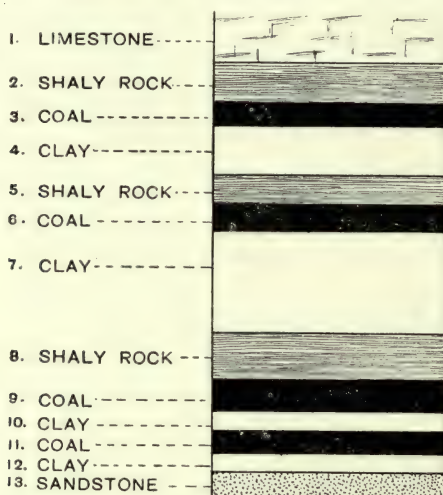 1. LIMESTONE
2. SHALY ROCK
3. COAL
4. CLAY
5. SHALY ROCK
6. COAL
7. CLAY
8. SHALY ROCK
9. COAL
10. CLAY
11. COAL
12. CLAY
13. SANDSTONE